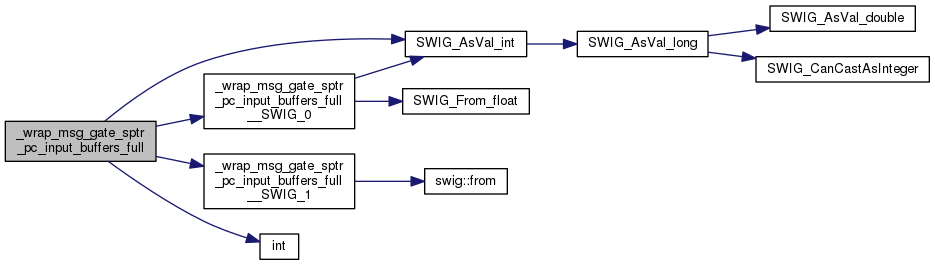 _wrap_msg_gate_sptr
_pc_input_buffers_full
_wrap_msg_gate_sptr
_pc_input_buffers_full
__SWIG_0
_wrap_msg_gate_sptr
_pc_input_buffers_full
__SWIG_1
int
SWIG_AsVal_int
SWIG_From_float
swig::from
SWIG_AsVal_long
SWIG_AsVal_double
SWIG_CanCastAsInteger